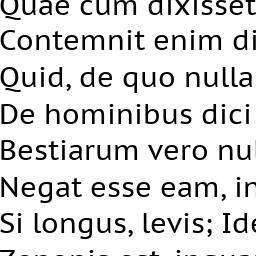 Quae cum dixisset
Contemnit enim di
Quid, de quo nulla
De hominibus dici
Bestiarum vero nul
Negat esse eam, in
Si longus, levis; Ide